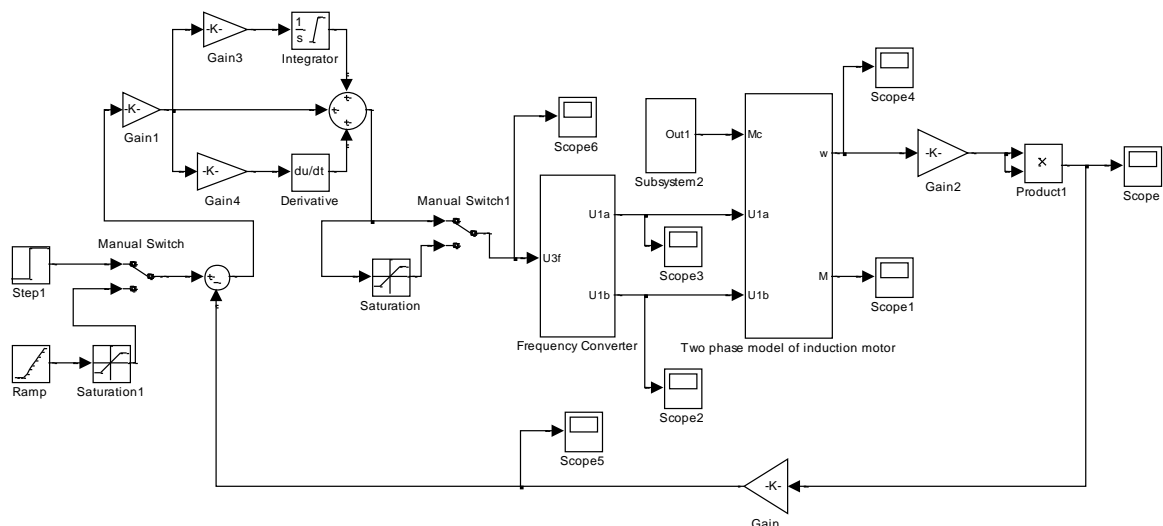 -K-
Gain3
1
s
Integrator
-K-
Gain1
-K-
Gain4
du/dt
Derivative
Manual Switch1
Scope6
Out1
Subsystem2
Scope4
-K-
Gain2
×
Product1
Scope
Mc
w
U1a
U1b
M
Two phase model of induction motor
Scope1
U3f
U1a
U1b
Frequency Converter
Scope3
Scope2
Saturation
Manual Switch
Step1
Ramp
Saturation1
Scope5
-K-
Gain